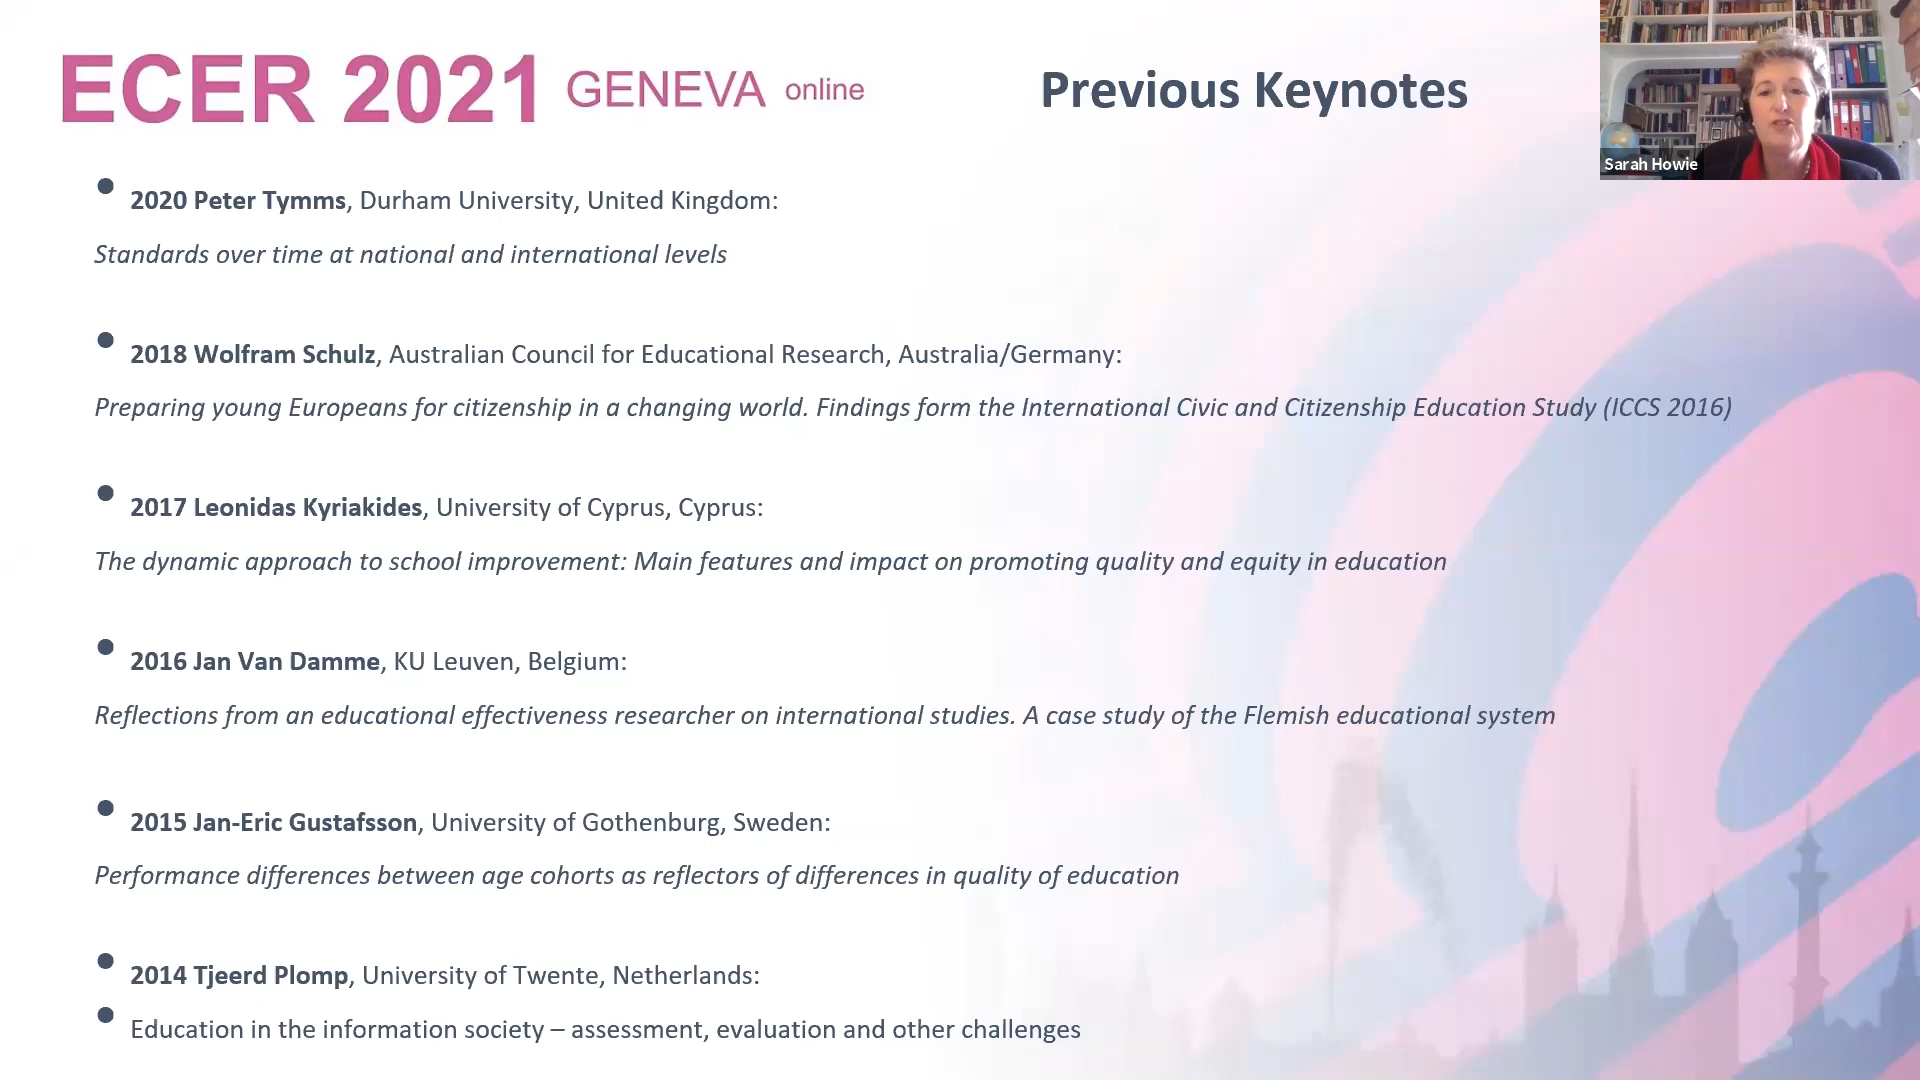 ECER 2021 GENEVA online
Previous Keynotes
Sarah Howie
• 2020 Peter Tymms, Durham University, United Kingdom:
Standards over time at national and international levels
• 2018 Wolfram Schulz, Australian Council for Educational Research, Australia/Germany:
Preparing young Europeans for citizenship in a changing world. Findings form the International Civic and Citizenship Education Study (ICCS 2016)
• 2017 Leonidas Kyriakides, University of Cyprus, Cyprus:
The dynamic approach to school improvement: Main features and impact on promoting quality and equity in education
• 2016 Jan Van Damme, KU Leuven, Belgium:
Reflections from an educational effectiveness researcher on international studies. A case study of the Flemish educational system
• 2015 Jan-Eric Gustafsson, University of Gothenburg, Sweden:
Performance differences between age cohorts as reflectors of differences in quality of education
• 2014 Tjeerd Plomp, University of Twente, Netherlands:
• Education in the information society – assessment, evaluation and other challenges